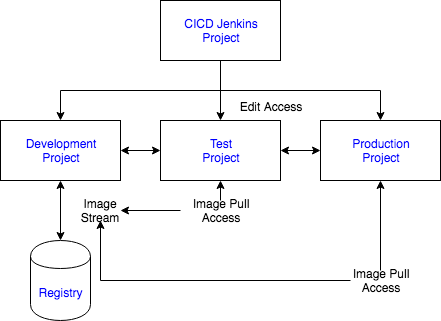 CICD Jenkins
Project
Edit Access
Development
Project
Test
Project
Production
Project
Image
Stream
Image Pull
Access
Registry
Image Pull
Access